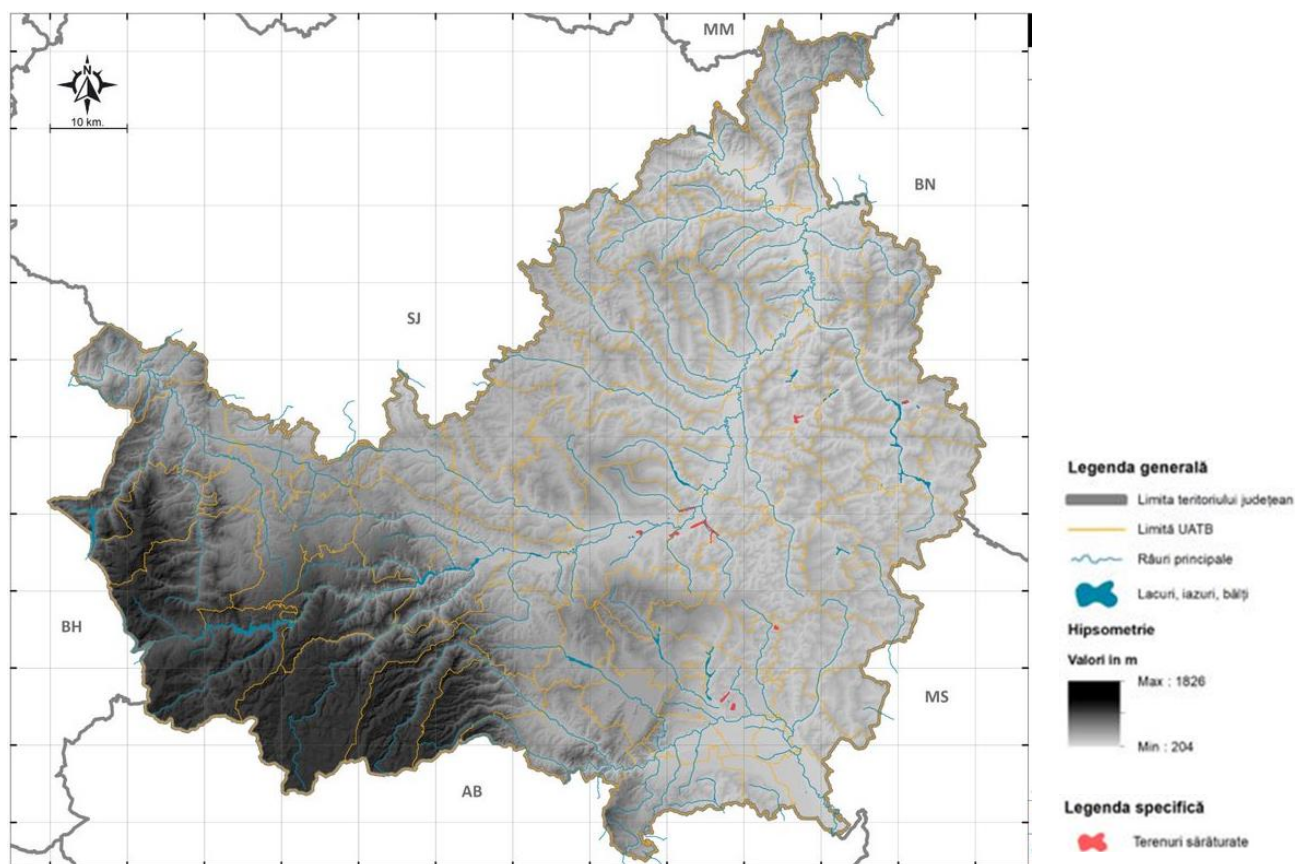 MM
N
10 km.
BN
SJ
BH
MS
AB
Legenda generală
Limita teritoriului județean
Limită UATB
Râuri principale
Lacuri, iazuri, bălți
Hipsometrie
Valori in m
Max : 1826
Min : 204
Legenda specifică
Terenuri sărăturate